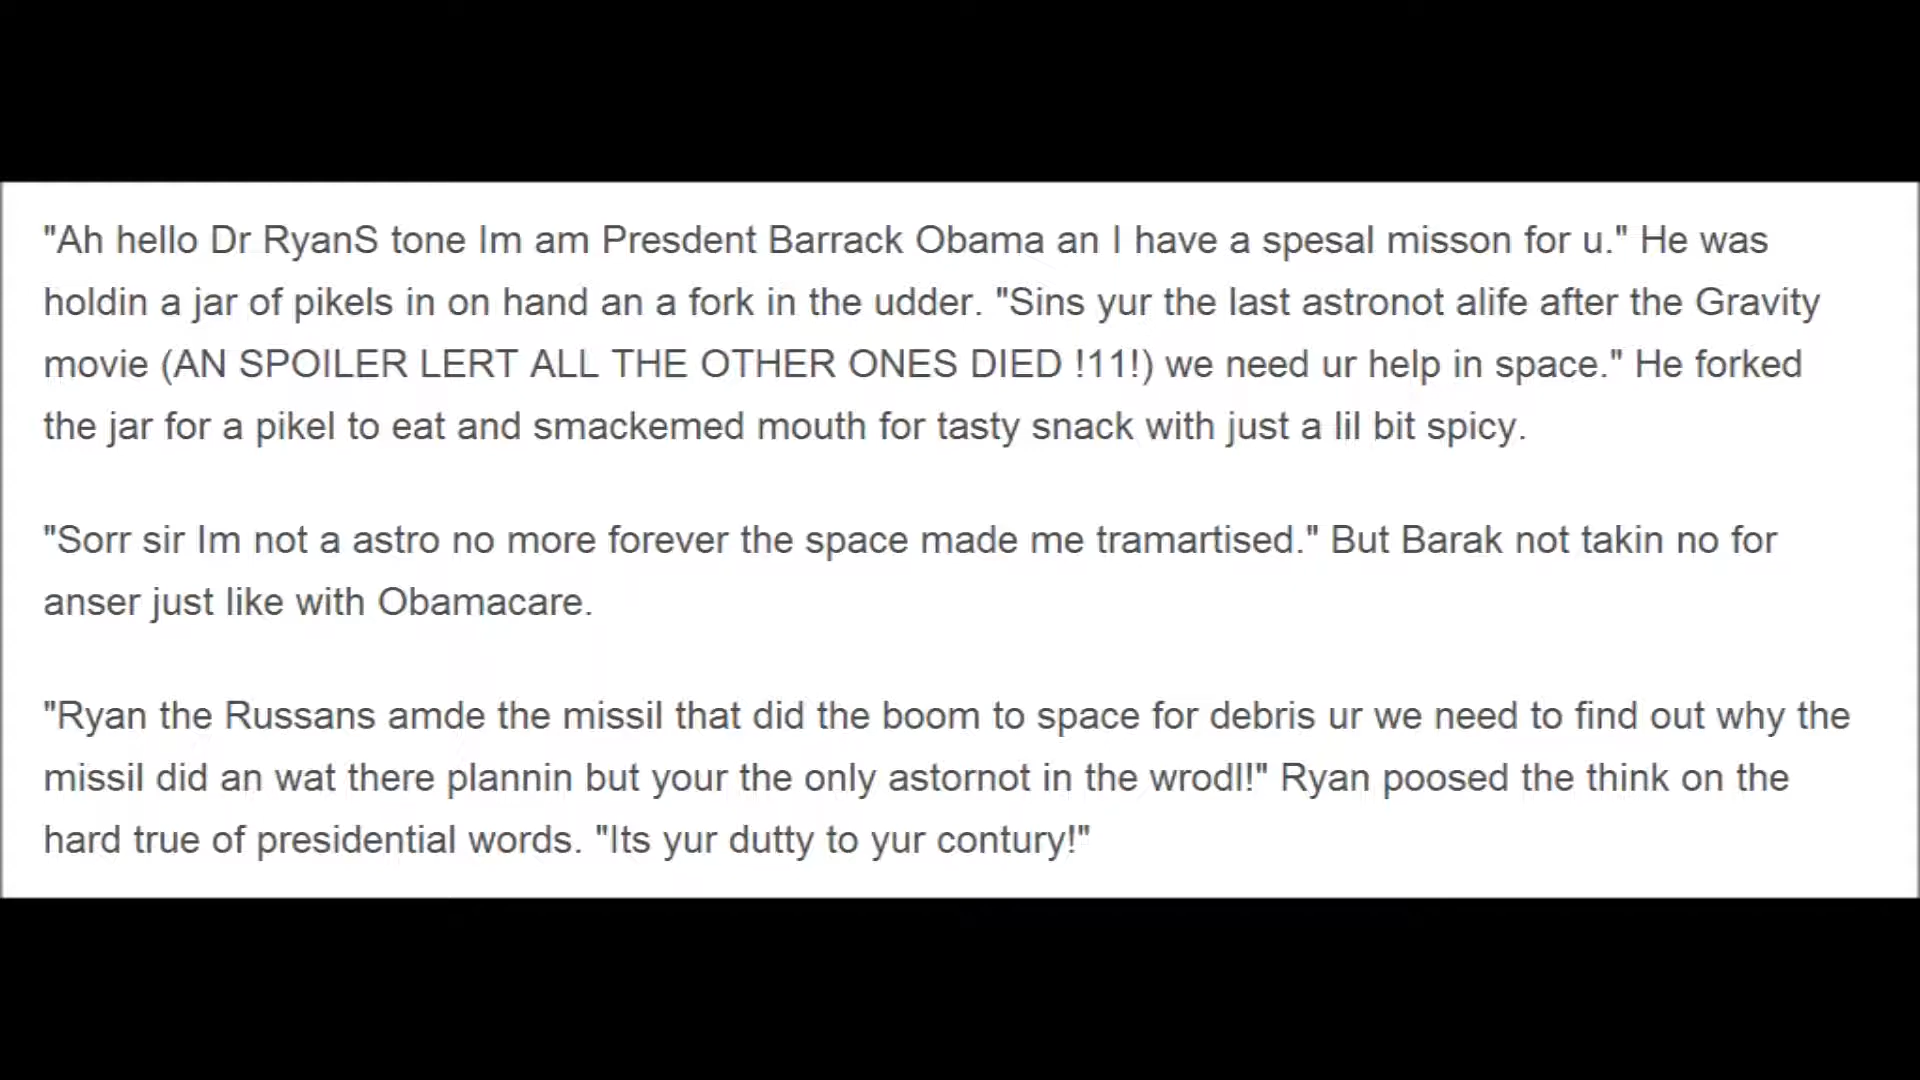 "Ah hello Dr RyanS tone Im am Presdent Barrack Obama an I have a spesal misson for u." He was
holdin a jar of pikels in on hand an a fork in the udder. "Sins yur the last astronot alife after the Gravity
movie (AN SPOILER LERT ALL THE OTHER ONES DIED !11!) we need ur help in space." He forked
the jar for a pikel to eat and smackemed mouth for tasty snack with just a lil bit spicy.
"Sorr sir Im not a astro no more forever the space made me tramartised." But Barak not takin no for
anser just like with Obamacare.
"Ryan the Russans amde the missil that did the boom to space for debris ur we need to find out why the
missil did an wat there plannin but your the only astornot in the wrodl!" Ryan poosed the think on the
hard true of presidential words. "Its yur dutty to yur contury!"